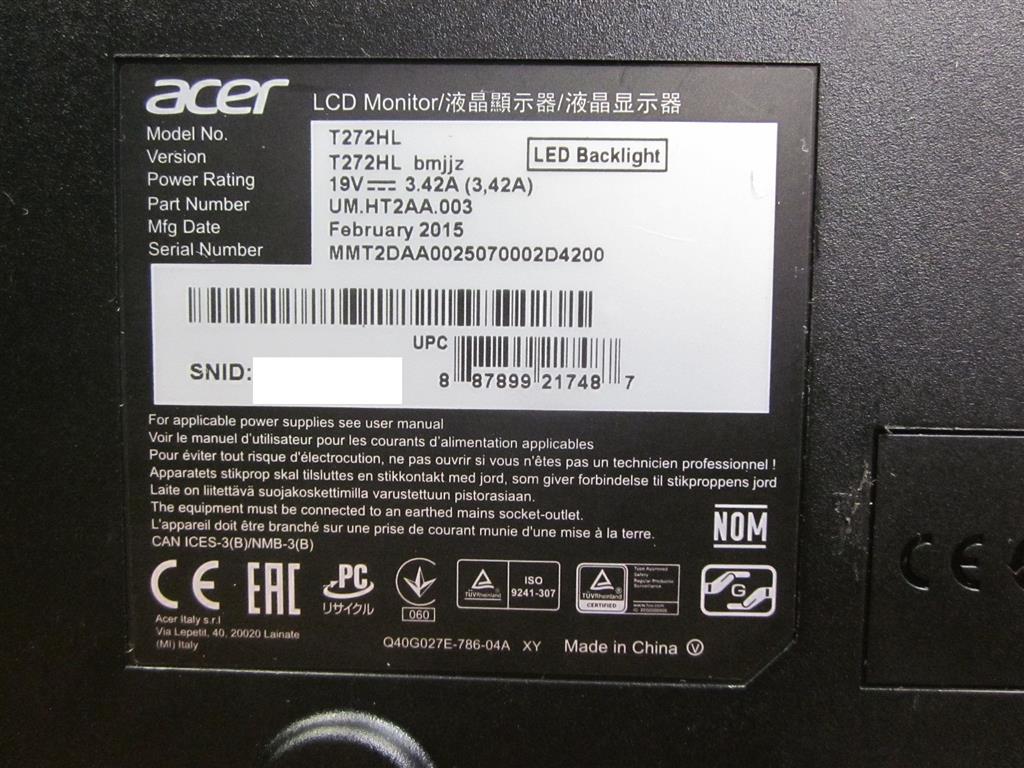 acer LCD Monitor/液晶顯示器/液晶显示器
Model No. T272HL
Version T272HL bmjjz LED Backlight
Power Rating 19V 3.42A (3,42A)
Part Number UM.HT2AA.003
Mfg Date February 2015
Serial Number MMT2DAA0025070002D4200
UPC
SNID:
8 87899 21748 7
For applicable power supplies see user manual
Voir le manuel d'utilisateur pour les courants d'alimentation applicables
Pour éviter tout risque d'électrocution, ne pas ouvrir si vous n'êtes pas un technicien professionnel !
Apparatets stikprop skal tilsluttes en stikkontakt med jord, som giver forbindelse til stikproppens jord
Laite on liitettävä suojakoskettimilla varustettuun pistorasiaan.
The equipment must be connected to an earthed mains socket-outlet.
L'appareil doit être branché sur une prise de courant munie d'une mise à la terre.
CAN ICES-3(B)/NMB-3(B)
NOM
CE EAC PC
リサイクル
060
TÜVRheinland
ISO
9241-307
TÜVRheinland
CERTIFIED
Type Approved
Safety
Regular Production
Surveillance
G
CE
Acer Italy s.r.l
Via Lepetit, 40, 20020 Lainate
(MI) Italy
Q40G027E-786-04A XY Made in China V